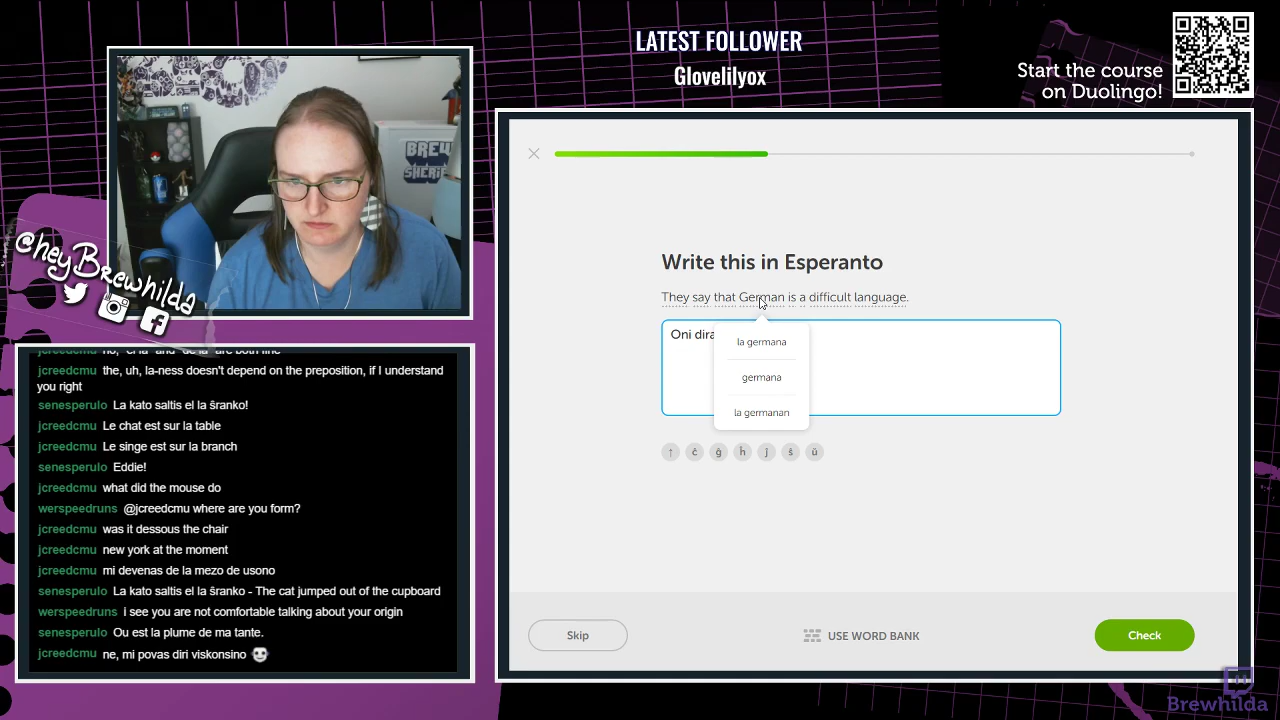 LATEST FOLLOWER
Glovelilyox
Start the course
on Duolingo!
BREW
SHERIFF
@heyBrewhilda
jcreedcmu the, uh, la-ness doesn't depend on the preposition, if I understand
you right
senesperulo La kato saltis el la ŝranko!
jcreedcmu Le chat est sur la table
jcreedcmu Le singe est sur la branch
senesperulo Eddie!
jcreedcmu what did the mouse do
werspeedruns @jcreedcmu where are you form?
jcreedcmu was it dessous the chair
jcreedcmu new york at the moment
jcreedcmu mi devenas de la mezo de usono
senesperulo La kato saltis el la ŝranko - The cat jumped out of the cupboard
werspeedruns i see you are not comfortable talking about your origin
senesperulo Ou est la plume de ma tante.
jcreedcmu ne, mi povas diri viskonsino
Write this in Esperanto
They say that German is a difficult language.
Oni dira
la germana
germana
la germanan
↑ ĉ ĝ ĥ ĵ ŝ ŭ
Skip
USE WORD BANK
Check
Brewhilda